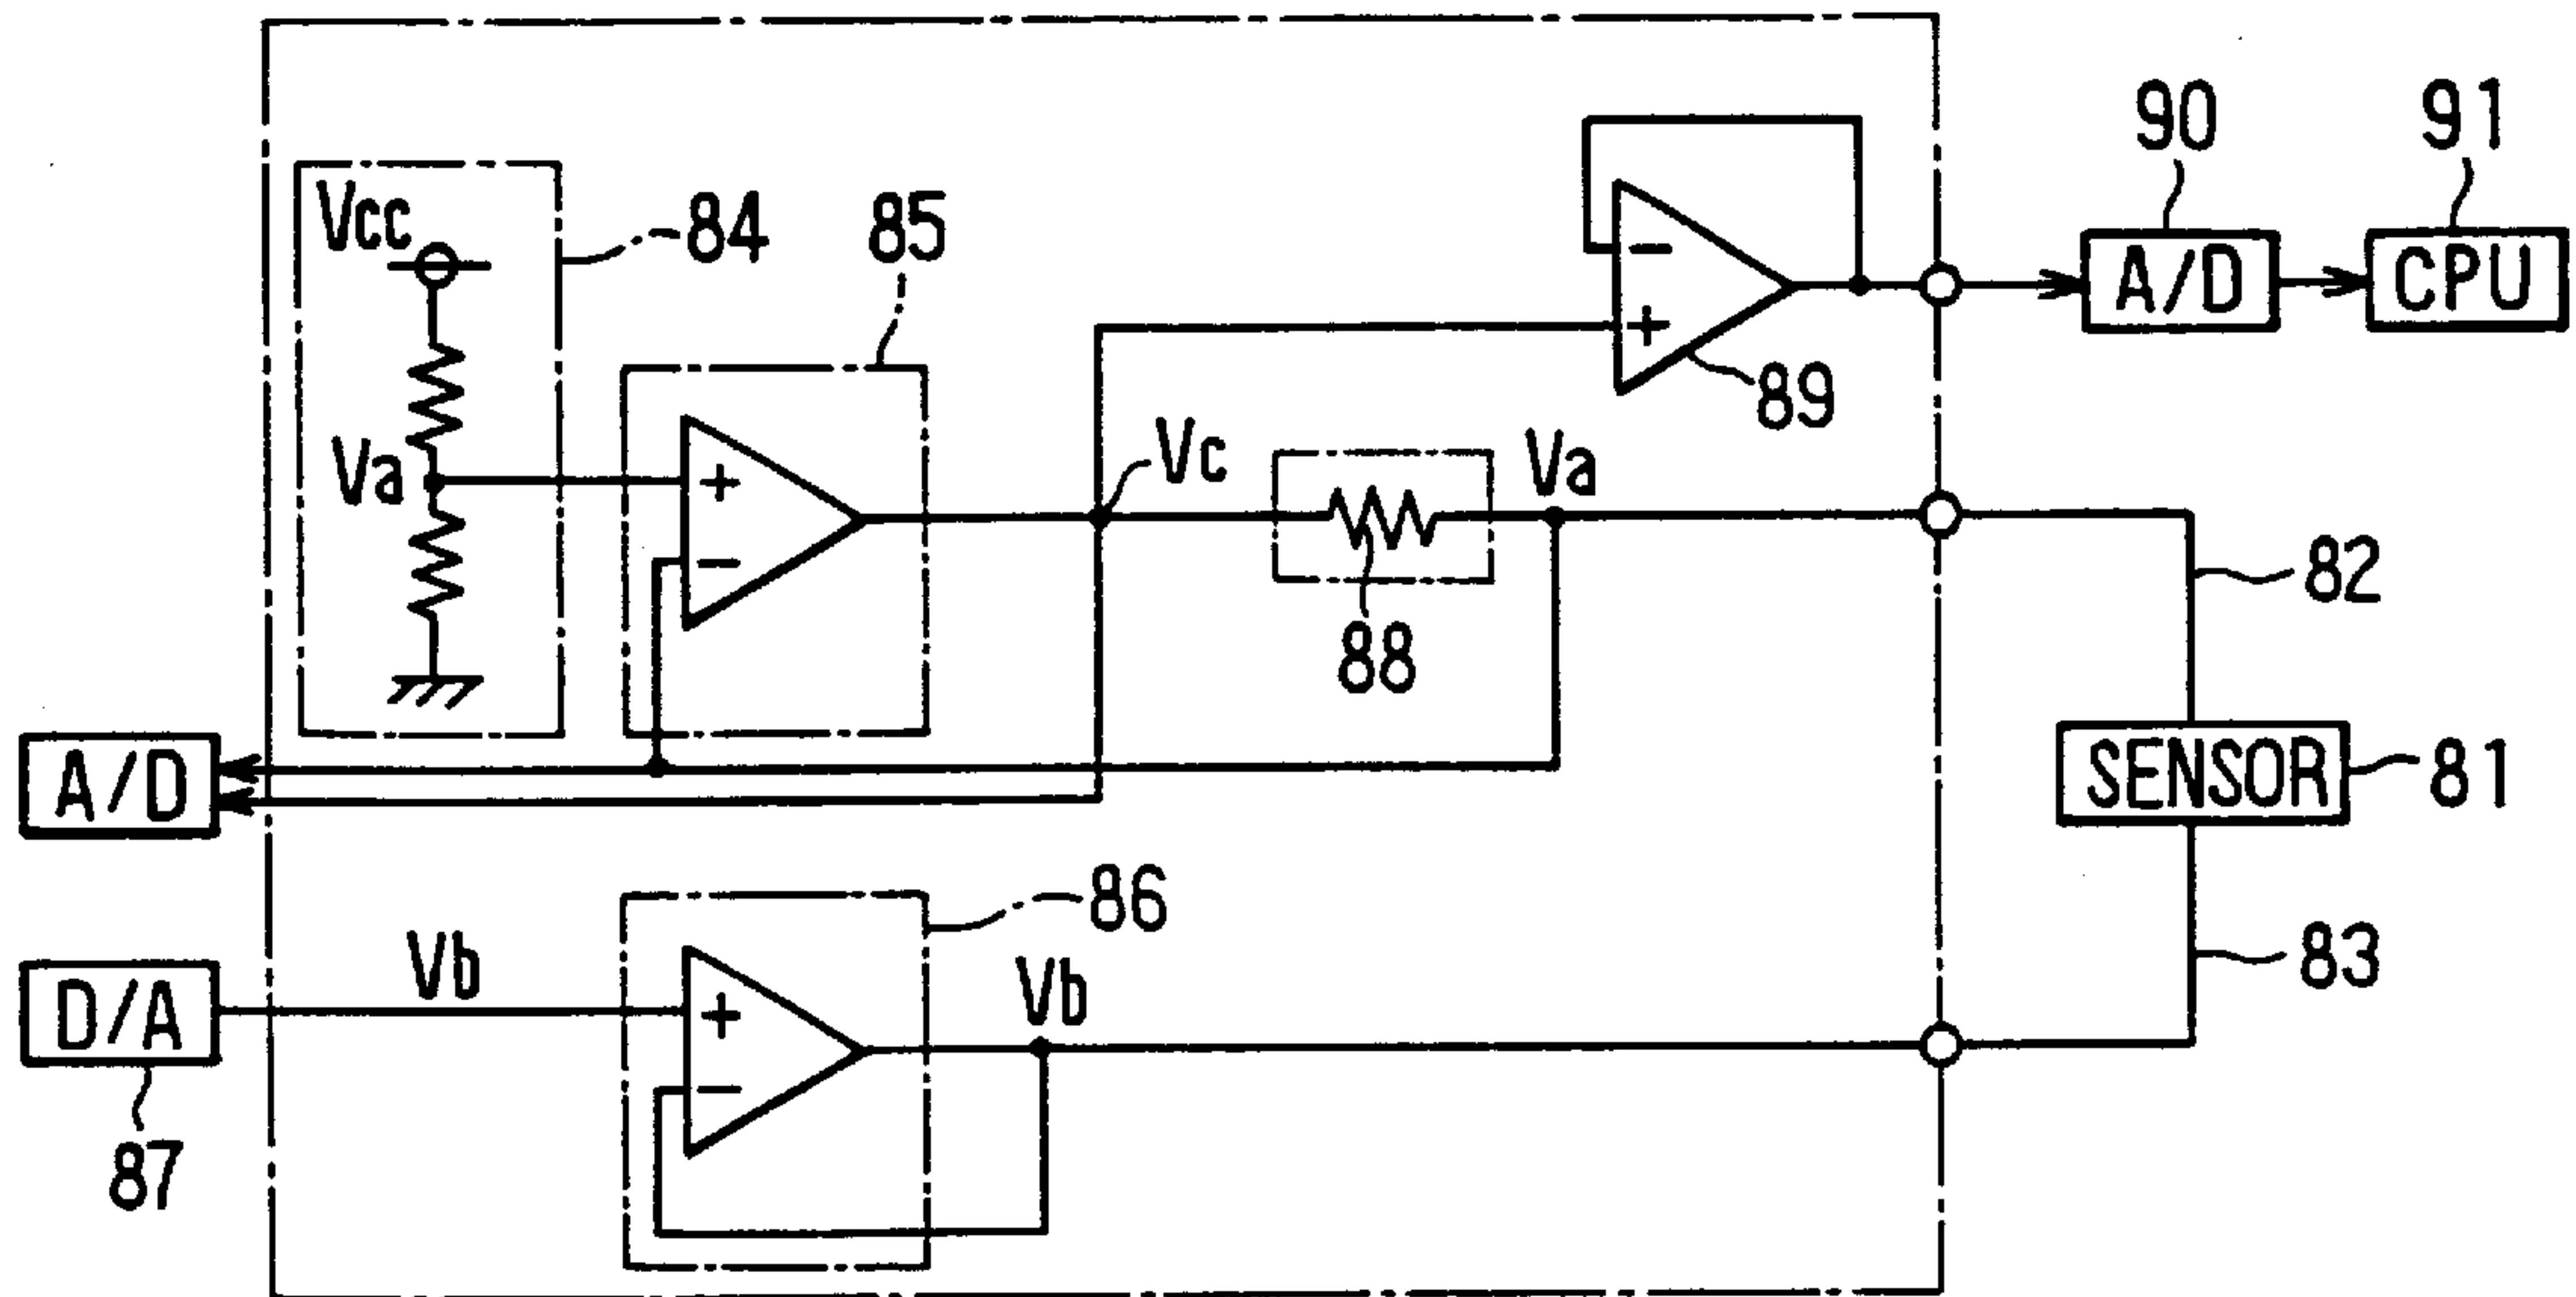 90
91
Vcc
84
85
A/D
CPU
+
−
−
+
89
Va
Vc
Va
88
82
A/D
SENSOR
81
86
83
Vb
Vb
D/A
+
−
87